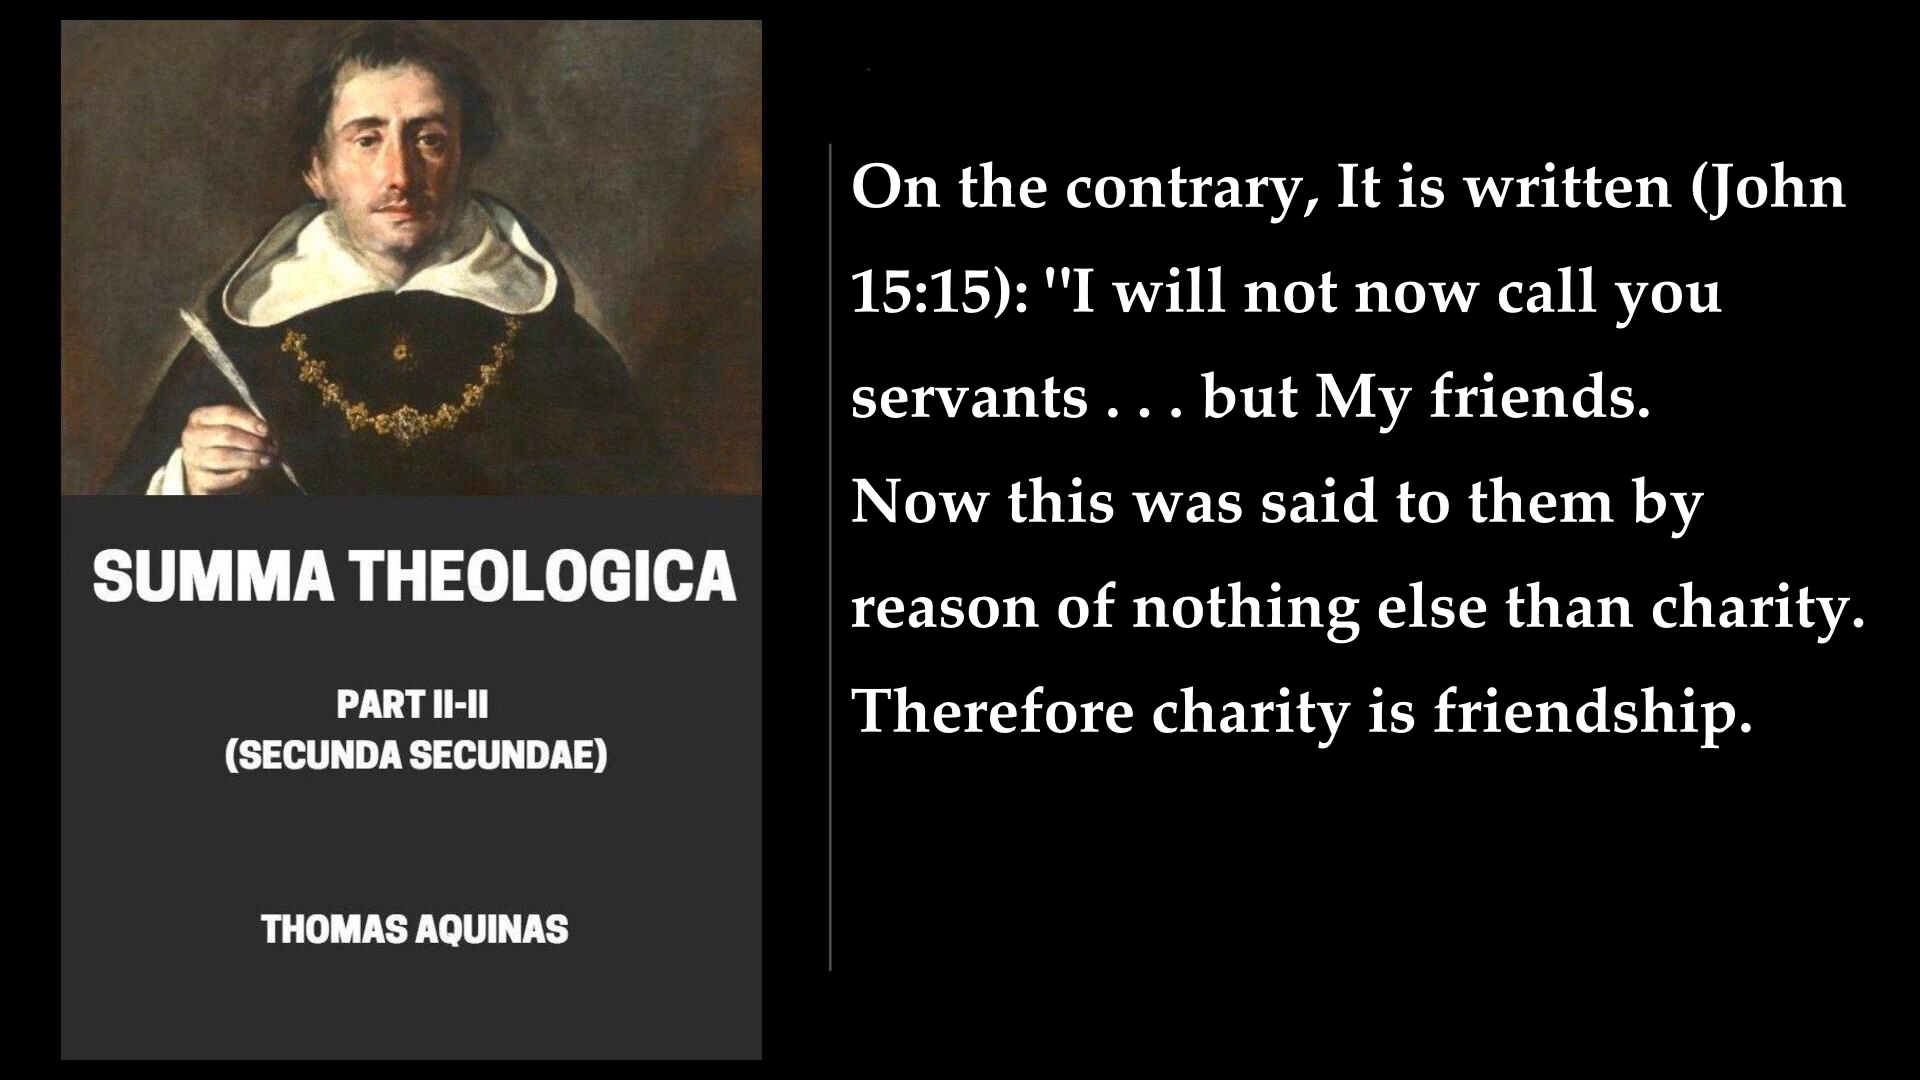 SUMMA THEOLOGICA
PART II-II
(SECUNDA SECUNDAE)
THOMAS AQUINAS
On the contrary, It is written (John
15:15): "I will not now call you
servants . . . but My friends.
Now this was said to them by
reason of nothing else than charity.
Therefore charity is friendship.